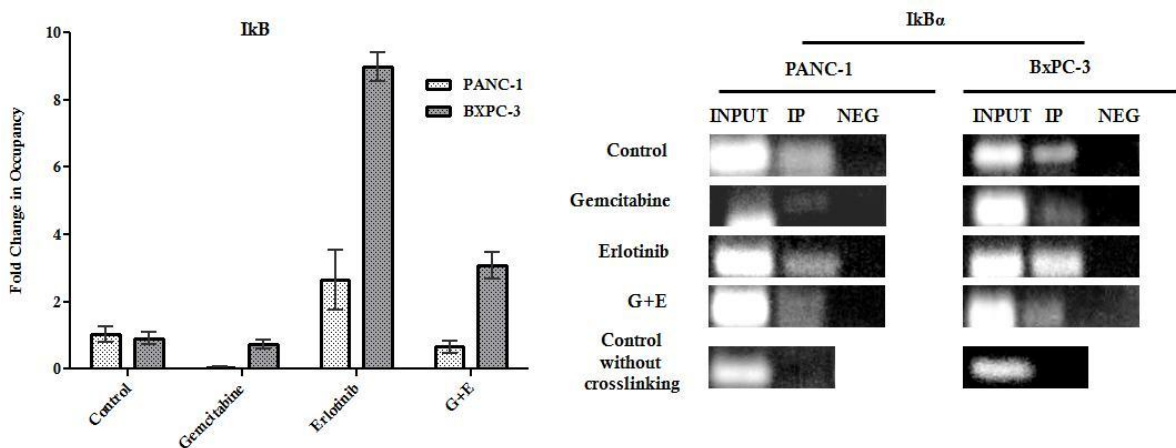 IkB
10
8
6
4
2
0
Fold Change in Occupancy
PANC-1
BXPC-3
Control
Gemcitabine
Erlotinib
G+E
IkBα
PANC-1 BxPC-3
INPUT IP NEG INPUT IP NEG
Control
Gemcitabine
Erlotinib
G+E
Control
without
crosslinking